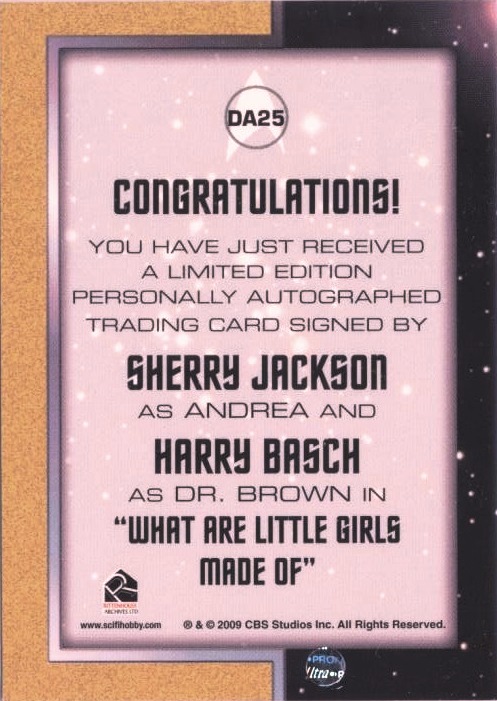 DA25
CONGRATULATIONS!
YOU HAVE JUST RECEIVED
A LIMITED EDITION
PERSONALLY AUTOGRAPHED
TRADING CARD SIGNED BY
SHERRY JACKSON
AS ANDREA AND
HARRY BASCH
AS DR. BROWN IN
“WHAT ARE LITTLE GIRLS
MADE OF”
RITTENHOUSE
ARCHIVES LTD
www.scifihobby.com
® & © 2009 CBS Studios Inc. All Rights Reserved.
PRO